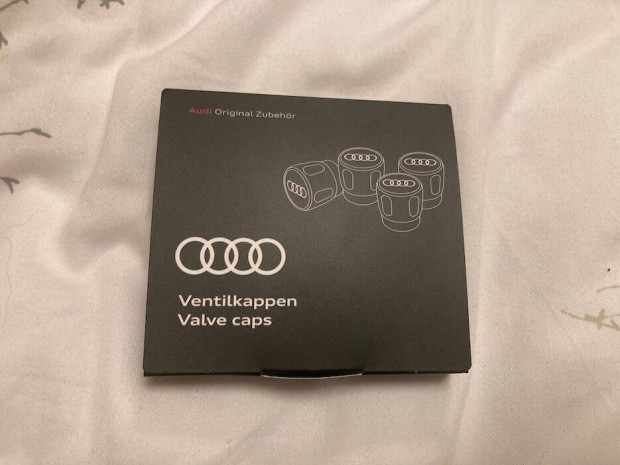 Audi Original Zubehör
Ventilkappen
Valve caps